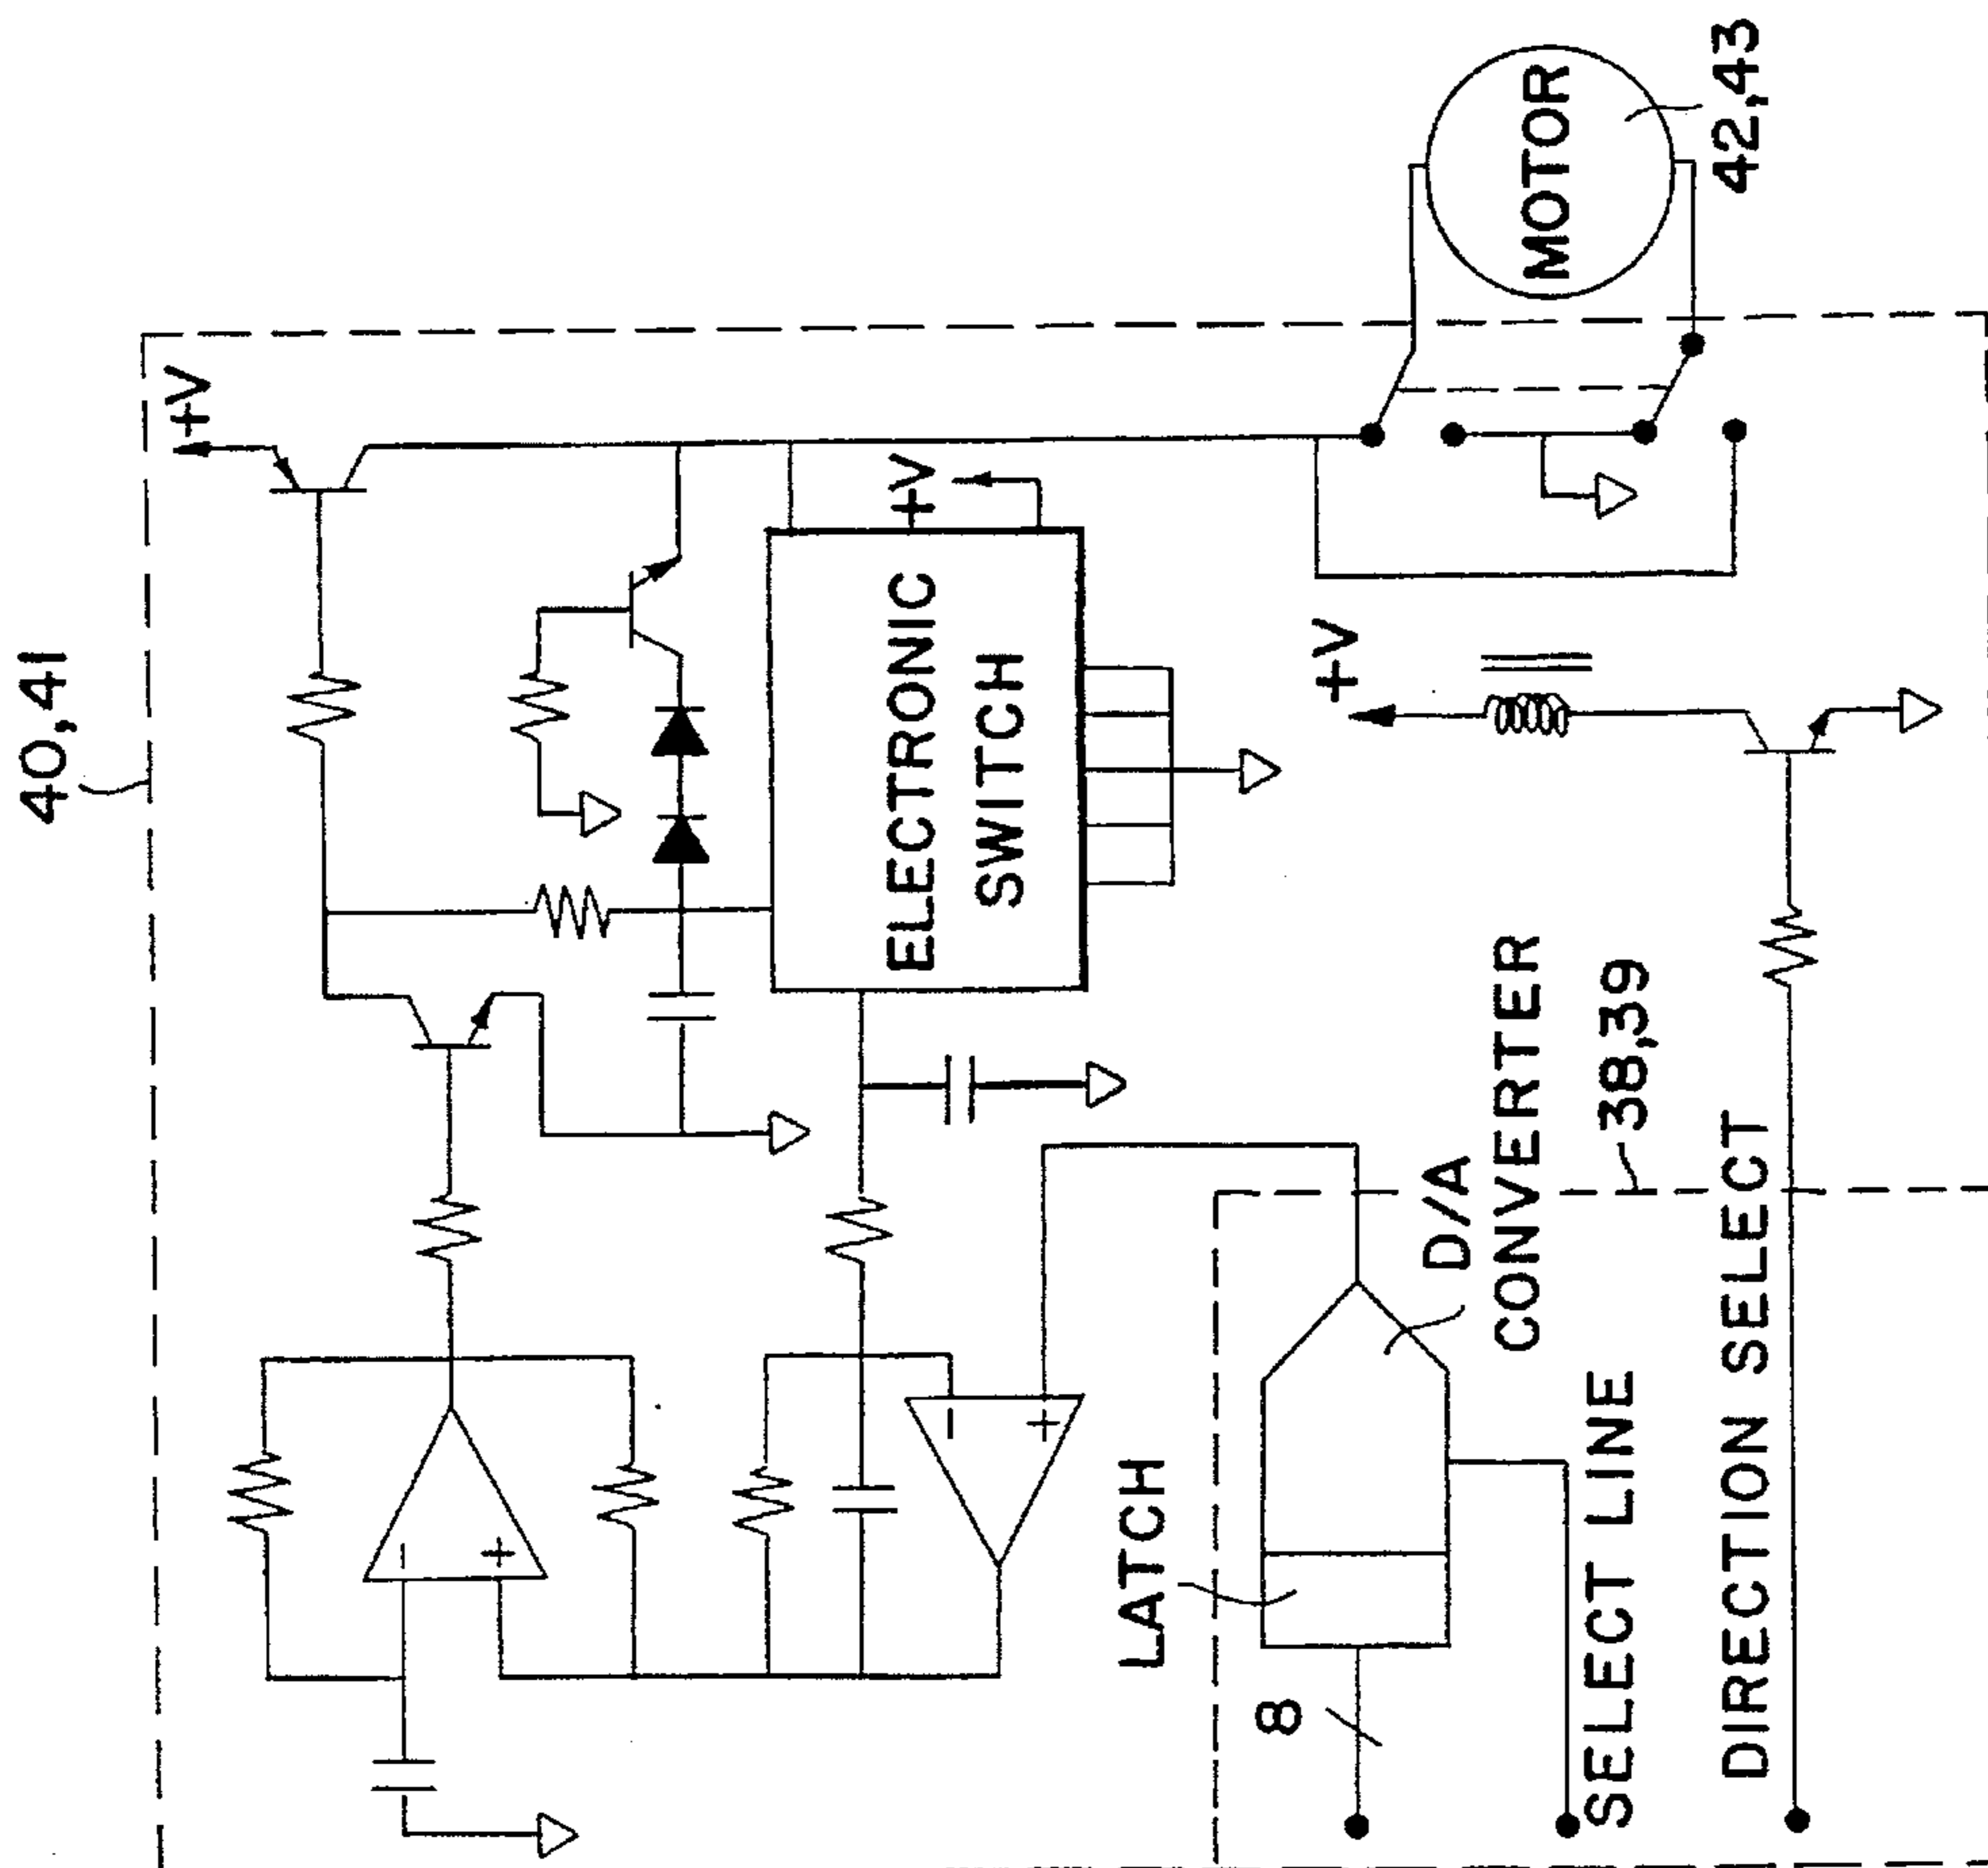 40,41
+V
+V
ELECTRONIC
SWITCH
MOTOR
42,43
+V
D/A
CONVERTER
38,39
LATCH
8
SELECT LINE
DIRECTION SELECT
−
+
−
+